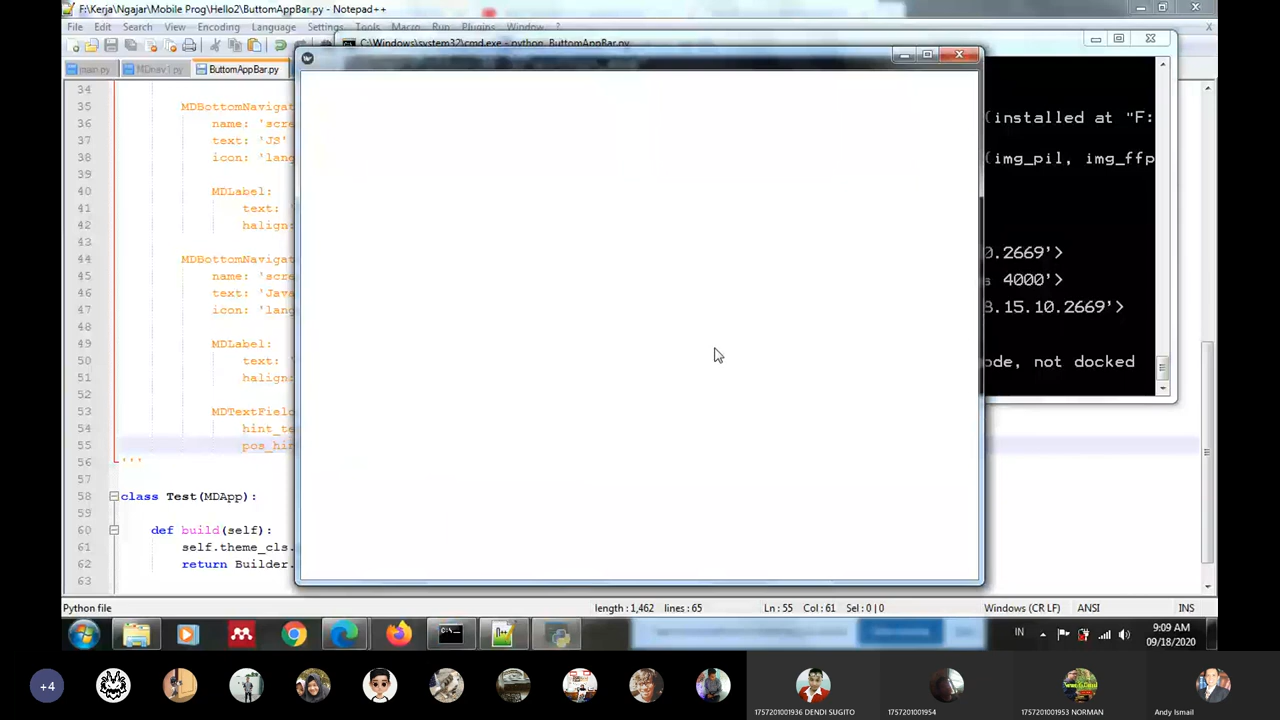 F:\Kerja\Ngajar\Mobile Prog\Hello2\ButtomAppBar.py - Notepad++
File Edit Search View Encoding Language Settings Tools Macro Run Plugins Window ?
C:\Windows\system32\cmd.exe - python ButtomAppBar.py
main.py MDnav1.py ButtomAppBar.py
34
35 MDBottomNavigat
36 name: 'scre
37 text: 'JS'
38 icon: 'lang
39
40 MDLabel:
41 text: '
42 halign:
43
44 MDBottomNavigat
45 name: 'scre
46 text: 'Java
47 icon: 'lang
48
49 MDLabel:
50 text: '
51 halign:
52
53 MDTextField
54 hint_te
55 pos_hin
56 '''
57
58 class Test(MDApp):
59
60 def build(self):
61 self.theme_cls.
62 return Builder.
63
(installed at "F:
(img_pil, img_ffp
0.2669'>
s 4000'>
8.15.10.2669'>
ode, not docked
Python file length : 1,462 lines : 65 Ln : 55 Col : 61 Sel : 0 | 0 Windows (CR LF) ANSI INS
IN 9:09 AM
09/18/2020
+4
1757201001936 DENDI SUGITO 1757201001954 1757201001953 NORMAN Andy Ismail